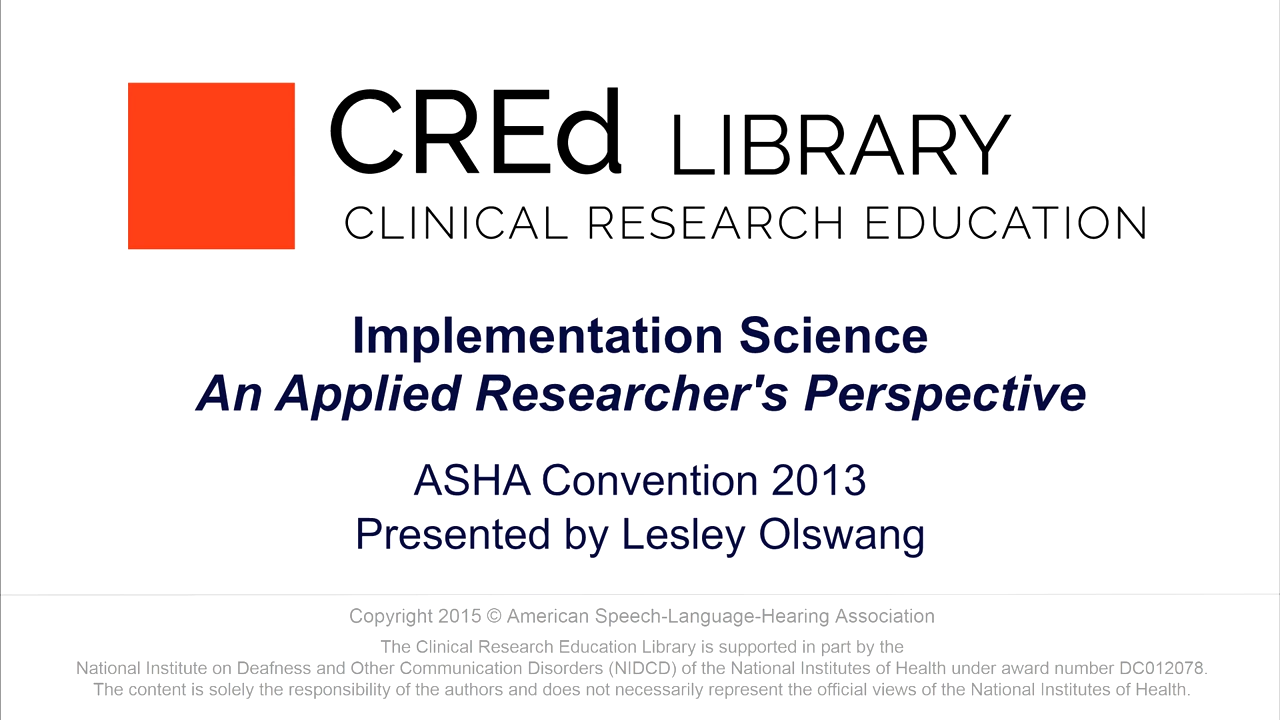 CREd LIBRARY
CLINICAL RESEARCH EDUCATION
Implementation Science
An Applied Researcher's Perspective
ASHA Convention 2013
Presented by Lesley Olswang
Copyright 2015 © American Speech-Language-Hearing Association
The Clinical Research Education Library is supported in part by the
National Institute on Deafness and Other Communication Disorders (NIDCD) of the National Institutes of Health under award number DC012078.
The content is solely the responsibility of the authors and does not necessarily represent the official views of the National Institutes of Health.